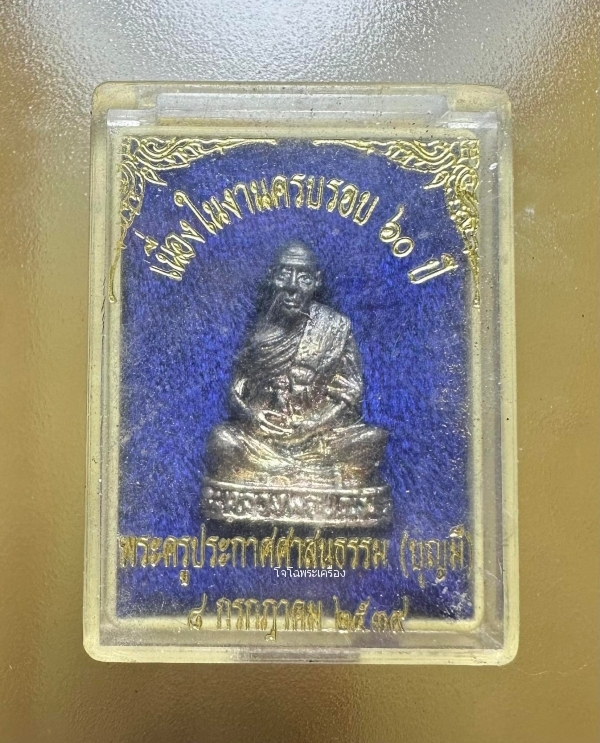 เนื่องในงานครบรอบ ๖๐ ปี
พระครูประกาศศาสนธรรม (บุญมี)
โจโฉพระเครื่อง
๘ กรกฎาคม ๒๕๓๙